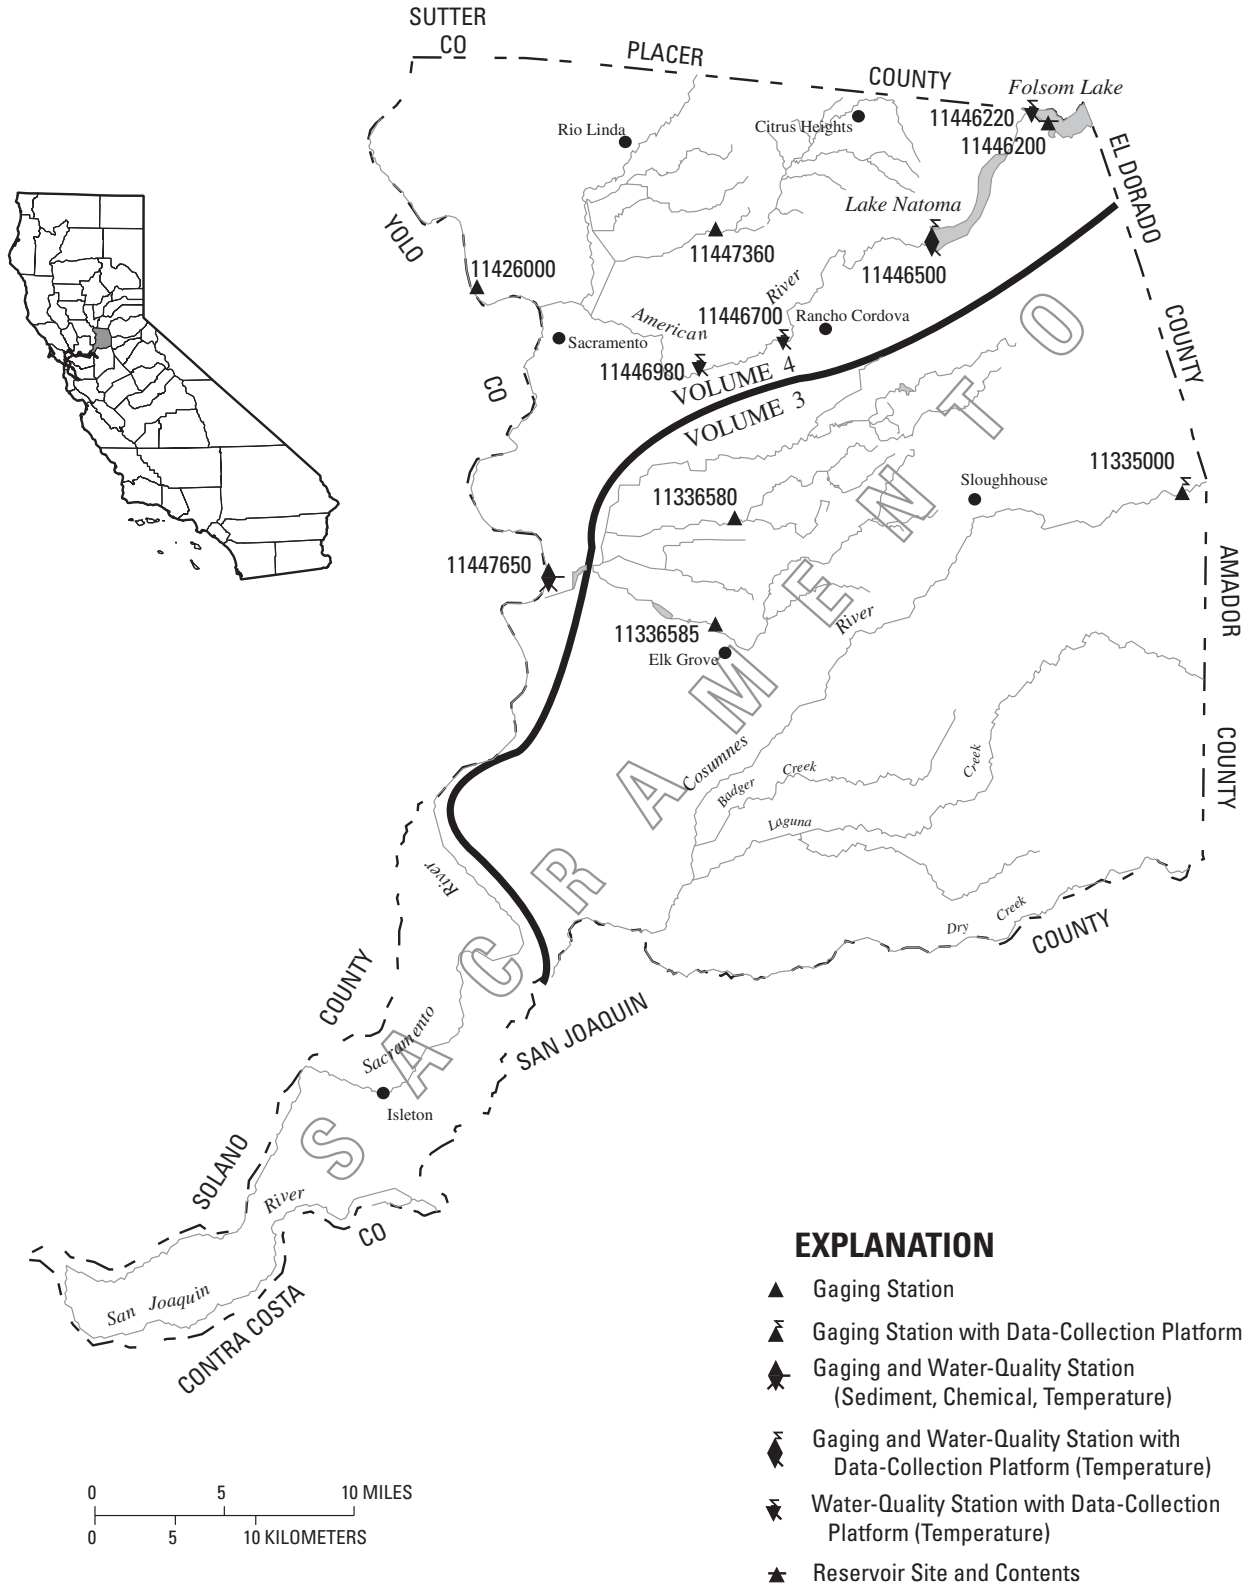 SUTTER
CO
PLACER
COUNTY
Folsom Lake
11446220
11446200
Rio Linda
Citrus Heights
EL DORADO
COUNTY
Lake Natoma
YOLO
CO
11426000
11447360
11446500
American
River
11446700
Rancho Cordova
Sacramento
11446980
VOLUME 4
VOLUME 3
SACRAMENTO
11336580
Sloughhouse
11335000
11447650
11336585
Elk Grove
Cosumnes
River
AMADOR
COUNTY
Badger
Creek
Laguna
Creek
Dry
Creek
SAN JOAQUIN
COUNTY
Sacramento
River
Isleton
SOLANO
COUNTY
San Joaquin
River
CONTRA COSTA
CO
EXPLANATION
Gaging Station
Gaging Station with Data-Collection Platform
Gaging and Water-Quality Station
(Sediment, Chemical, Temperature)
Gaging and Water-Quality Station with
Data-Collection Platform (Temperature)
Water-Quality Station with Data-Collection
Platform (Temperature)
Reservoir Site and Contents
0 5 10 MILES
0 5 10 KILOMETERS